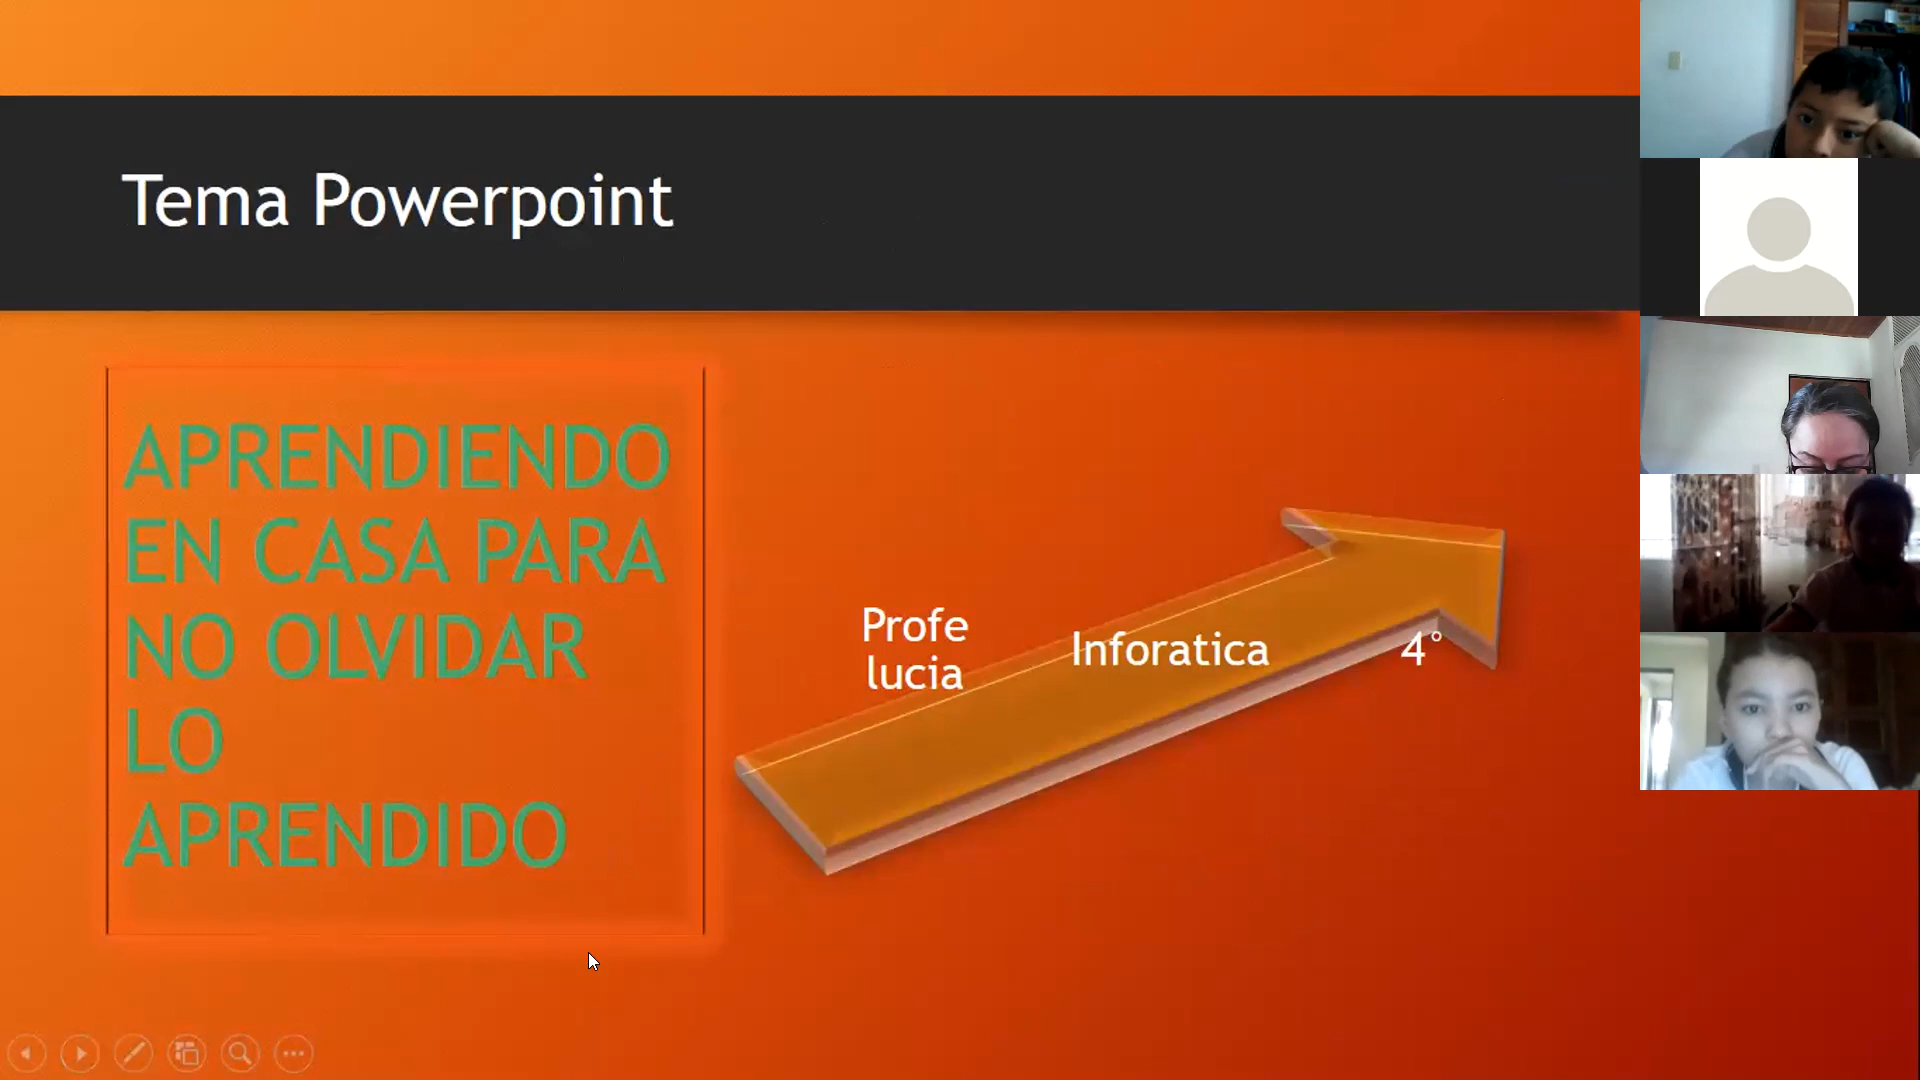 Tema Powerpoint
APRENDIENDO
EN CASA PARA
NO OLVIDAR
LO
APRENDIDO
Profe
lucia
Inforatica
4°